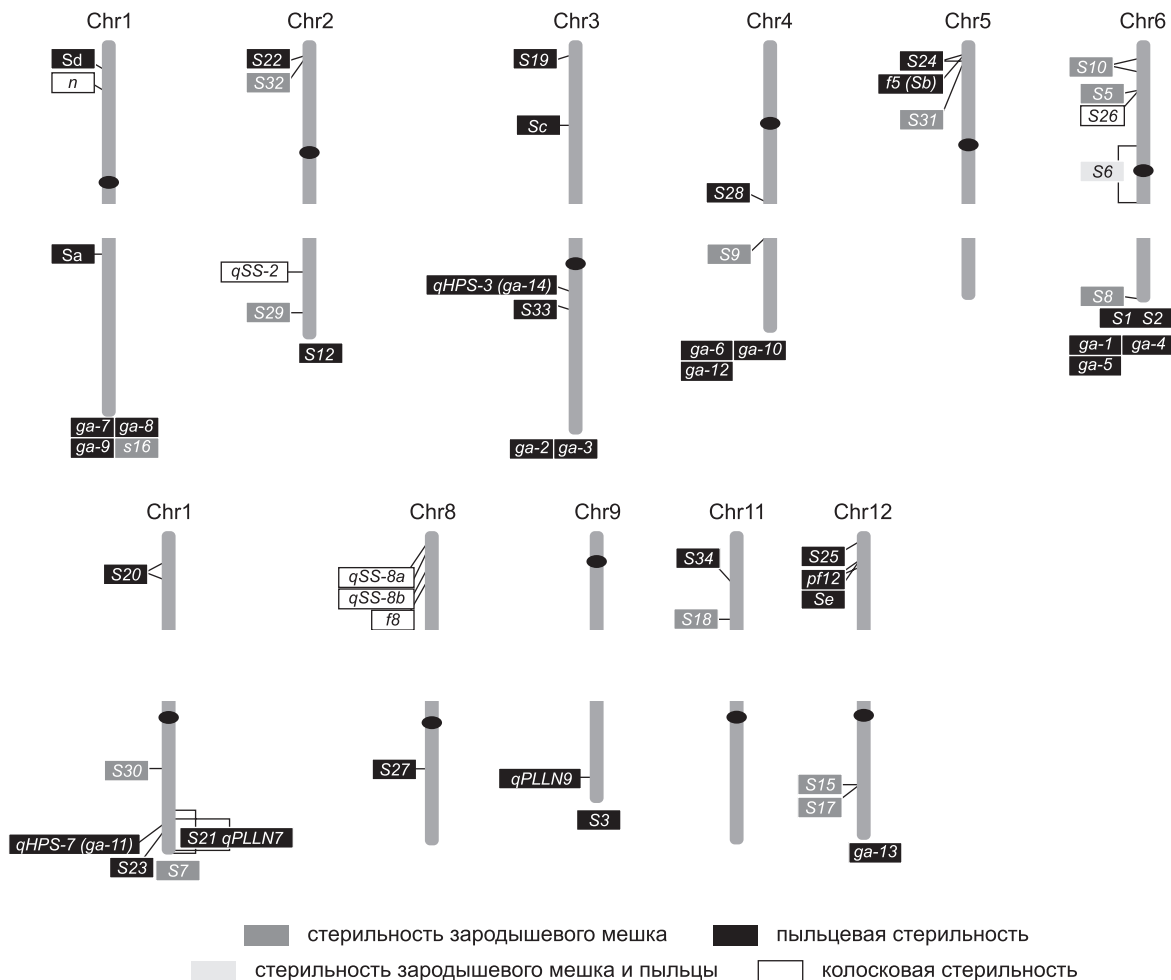 Chr1 Chr2 Chr3 Chr4 Chr5 Chr6
Sd
n
Sa
ga-7 ga-8
ga-9 s16
S22
S32
qSS-2
S29
S12
S19
Sc
qHPS-3 (ga-14)
S33
ga-2 ga-3
S28
S9
ga-6 ga-10
ga-12
S24
f5 (Sb)
S31
S10
S5
S26
S6
S8
S1 S2
ga-1 ga-4
ga-5
Chr1 Chr8 Chr9 Chr11 Chr12
S20
S30
qHPS-7 (ga-11)
S21 qPLLN7
S23
S7
qSS-8a
qSS-8b
f8
S27
qPLLN9
S3
S34
S18
S25
pf12
Se
S15
S17
ga-13
стерильность зародышевого мешка
пыльцевая стерильность
стерильность зародышевого мешка и пыльцы
колосковая стерильность